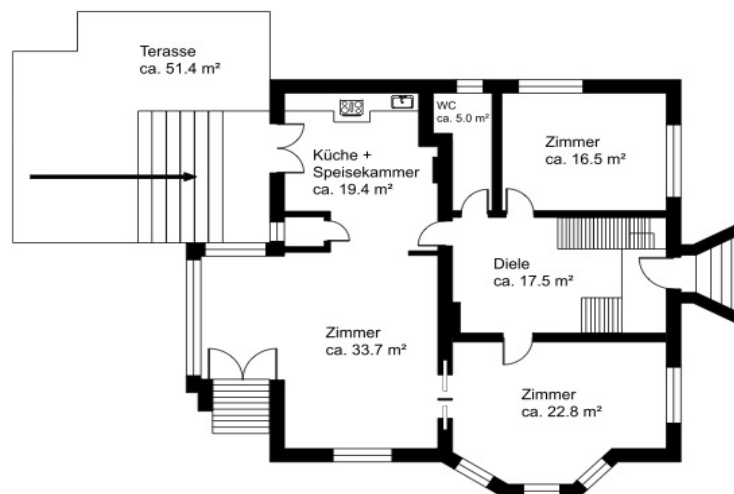 Terasse
ca. 51.4 m²
WC
ca. 5.0 m²
Zimmer
ca. 16.5 m²
Küche +
Speisekammer
ca. 19.4 m²
Diele
ca. 17.5 m²
Zimmer
ca. 33.7 m²
Zimmer
ca. 22.8 m²